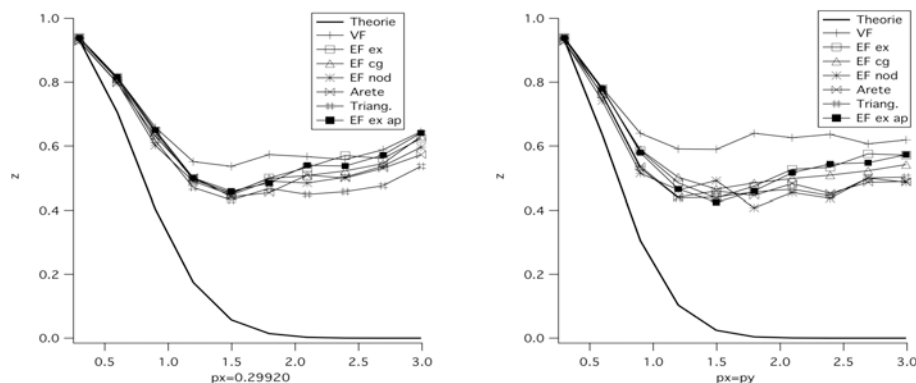 1.0
0.8
0.6
0.4
0.2
0.0
z
0.5 1.0 1.5 2.0 2.5 3.0
px=0.29920
Theorie
VF
EF ex
EF cg
EF nod
Arete
Triang.
EF ex ap
1.0
0.8
0.6
0.4
0.2
0.0
z
0.5 1.0 1.5 2.0 2.5 3.0
px=py
Theorie
VF
EF ex
EF cg
EF nod
Arete
Triang.
EF ex ap